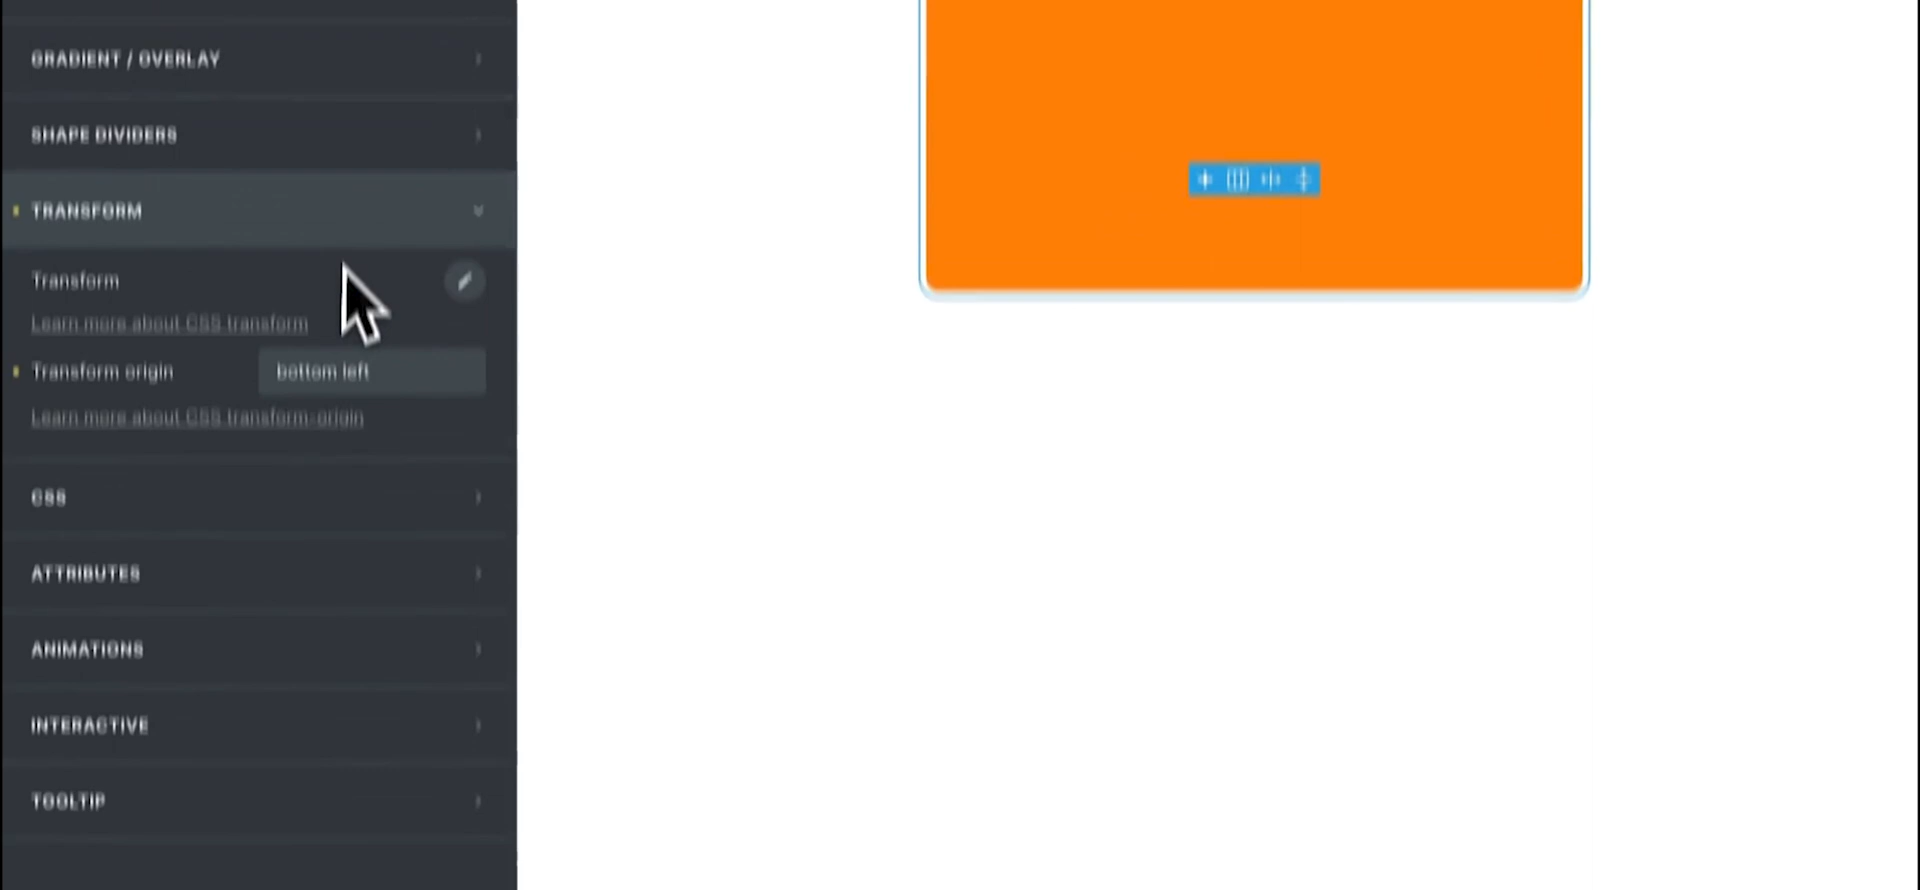 GRADIENT / OVERLAY
SHAPE DIVIDERS
TRANSFORM
Transform
Learn more about CSS transform
Transform origin bottom left
Learn more about CSS transform-origin
CSS
ATTRIBUTES
ANIMATIONS
INTERACTIVE
TOOLTIP